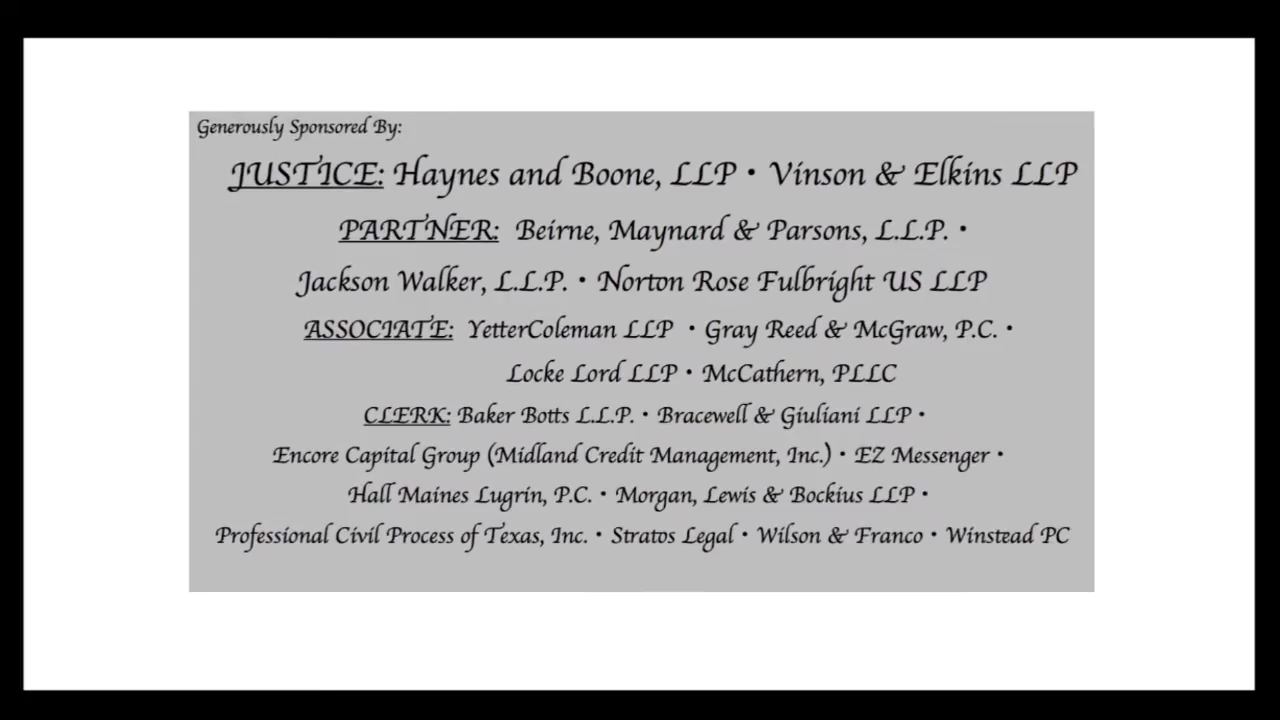 Generously Sponsored By:
JUSTICE: Haynes and Boone, LLP • Vinson & Elkins LLP
PARTNER: Beirne, Maynard & Parsons, L.L.P. •
Jackson Walker, L.L.P. • Norton Rose Fulbright US LLP
ASSOCIATE: YetterColeman LLP • Gray Reed & McGraw, P.C. •
Locke Lord LLP • McCathern, PLLC
CLERK: Baker Botts L.L.P. • Bracewell & Giuliani LLP •
Encore Capital Group (Midland Credit Management, Inc.) • EZ Messenger •
Hall Maines Lugrin, P.C. • Morgan, Lewis & Bockius LLP •
Professional Civil Process of Texas, Inc. • Stratos Legal • Wilson & Franco • Winstead PC